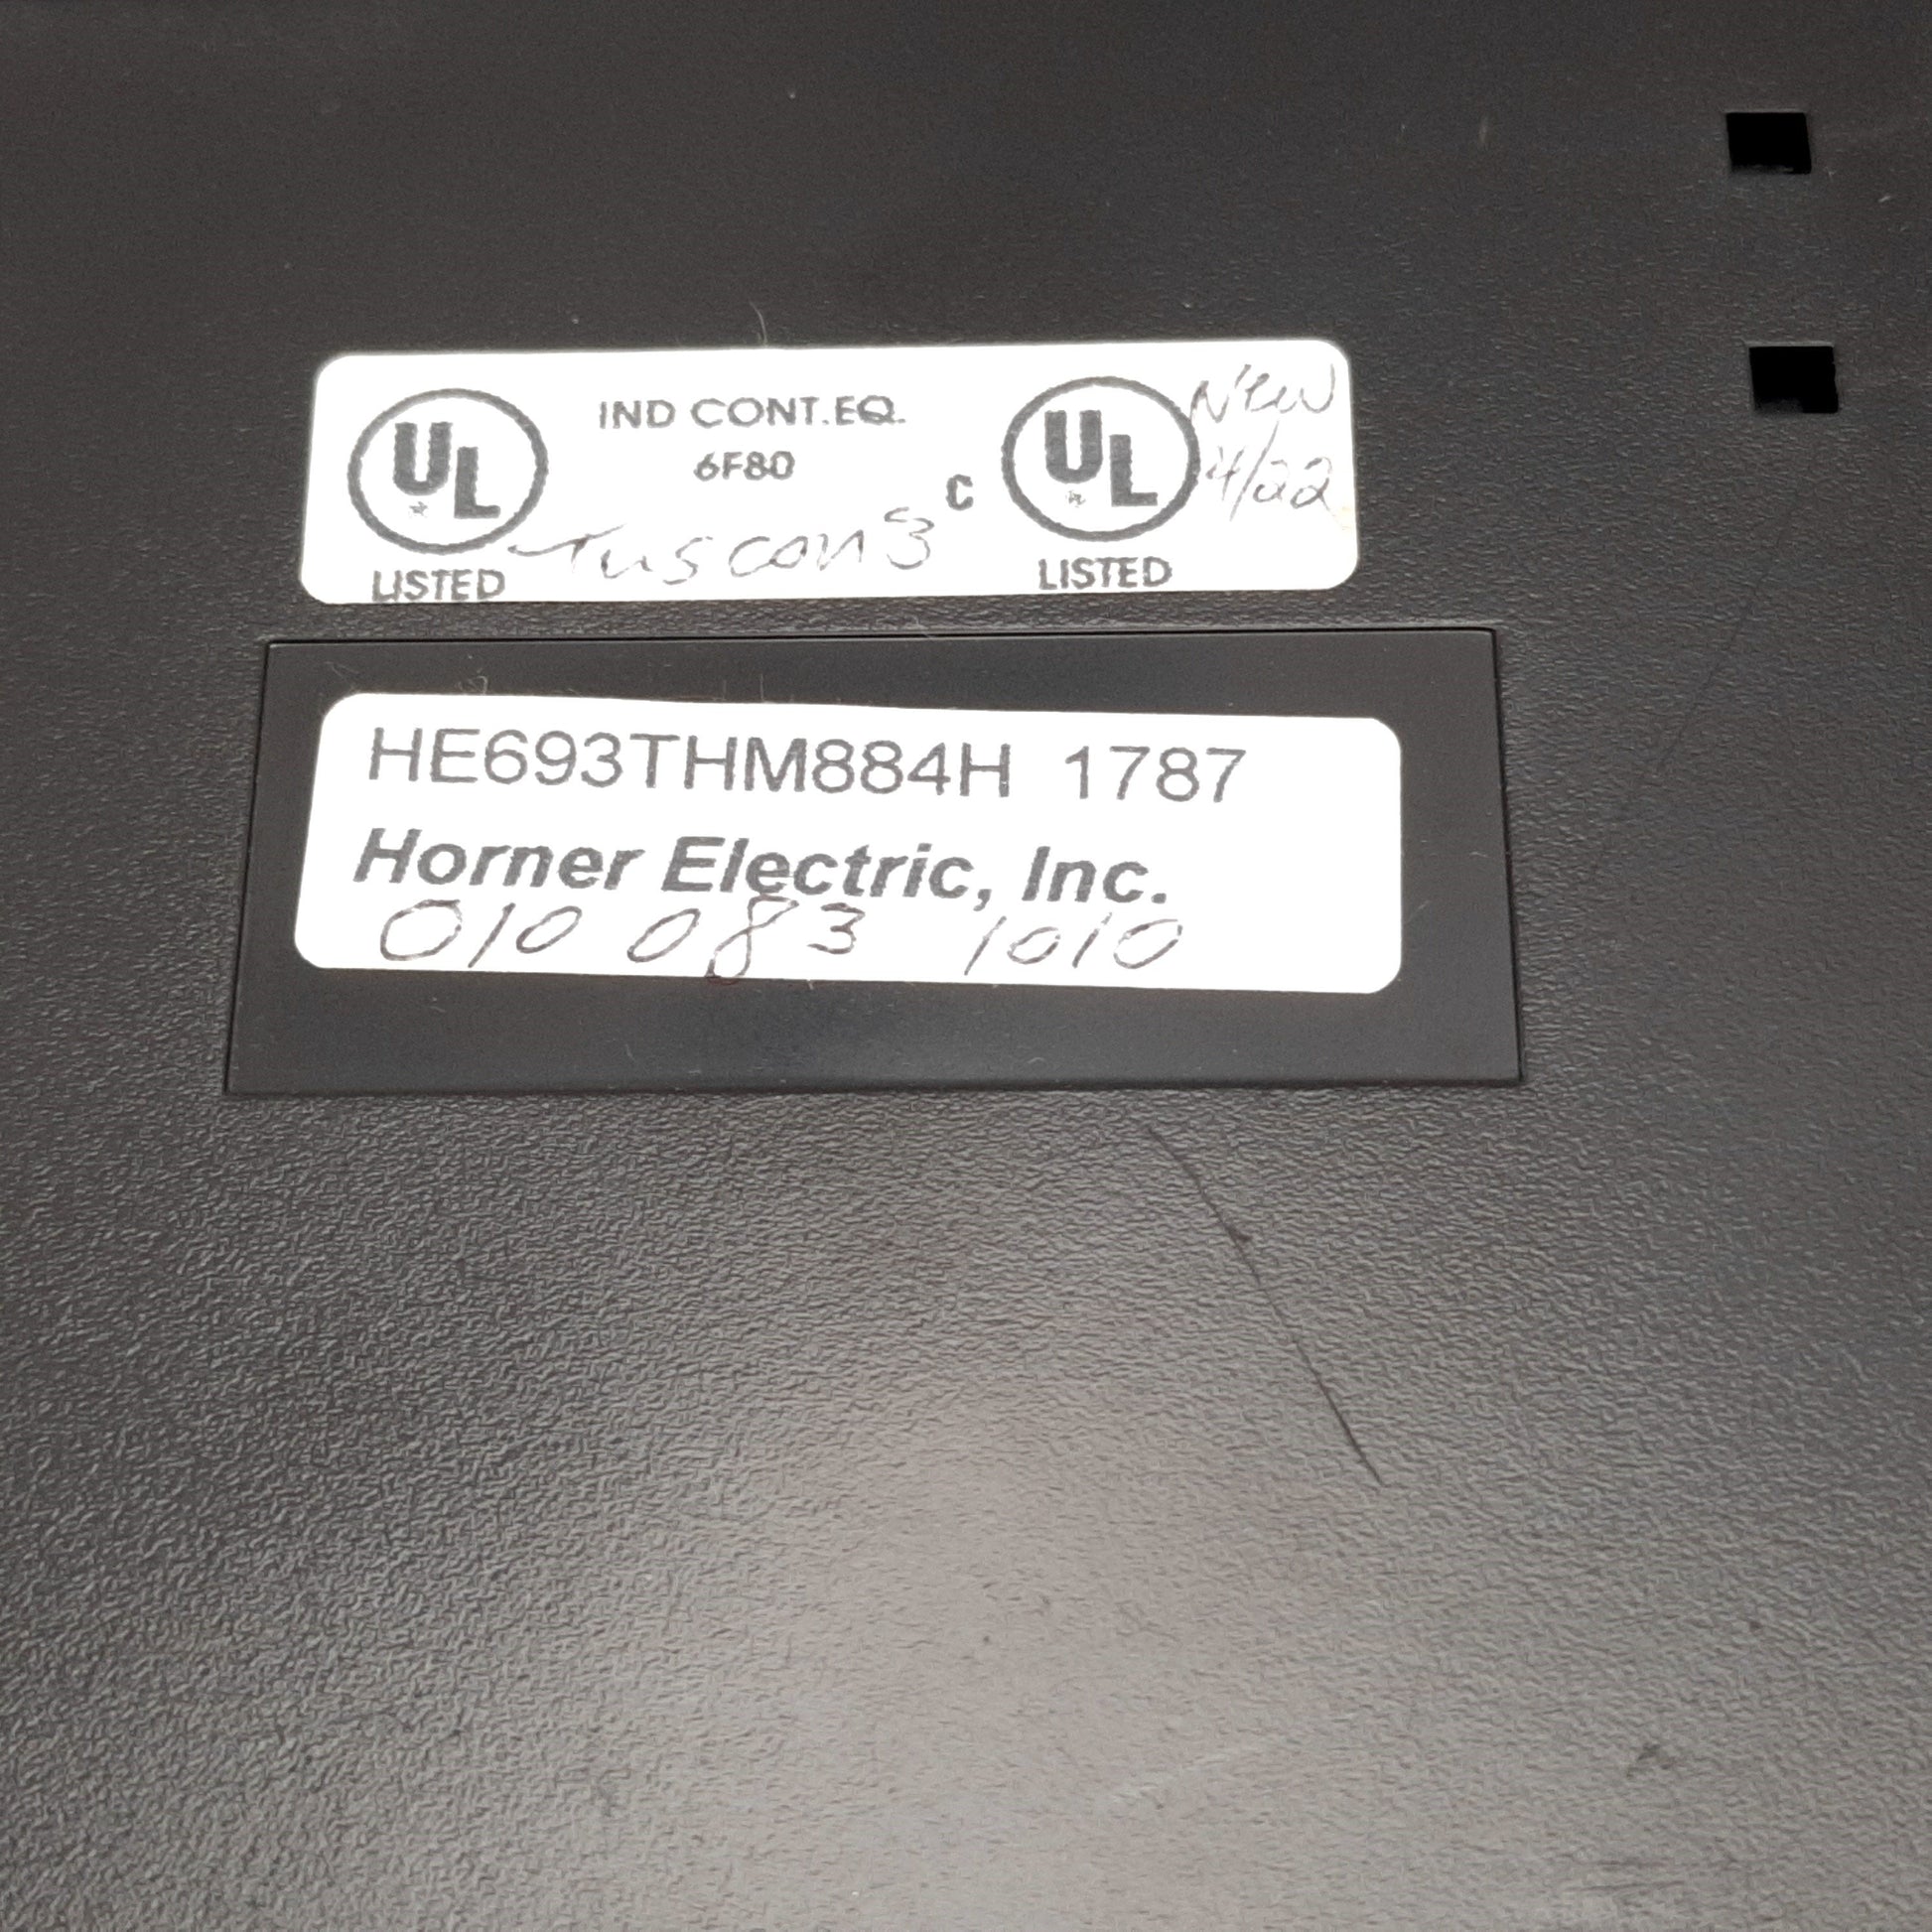 UL IND CONT.EQ. UL New
6F80 C 4/22
LISTED Tuscon 3 LISTED
HE693THM884H 1787
Horner Electric, Inc.
010 083 1010